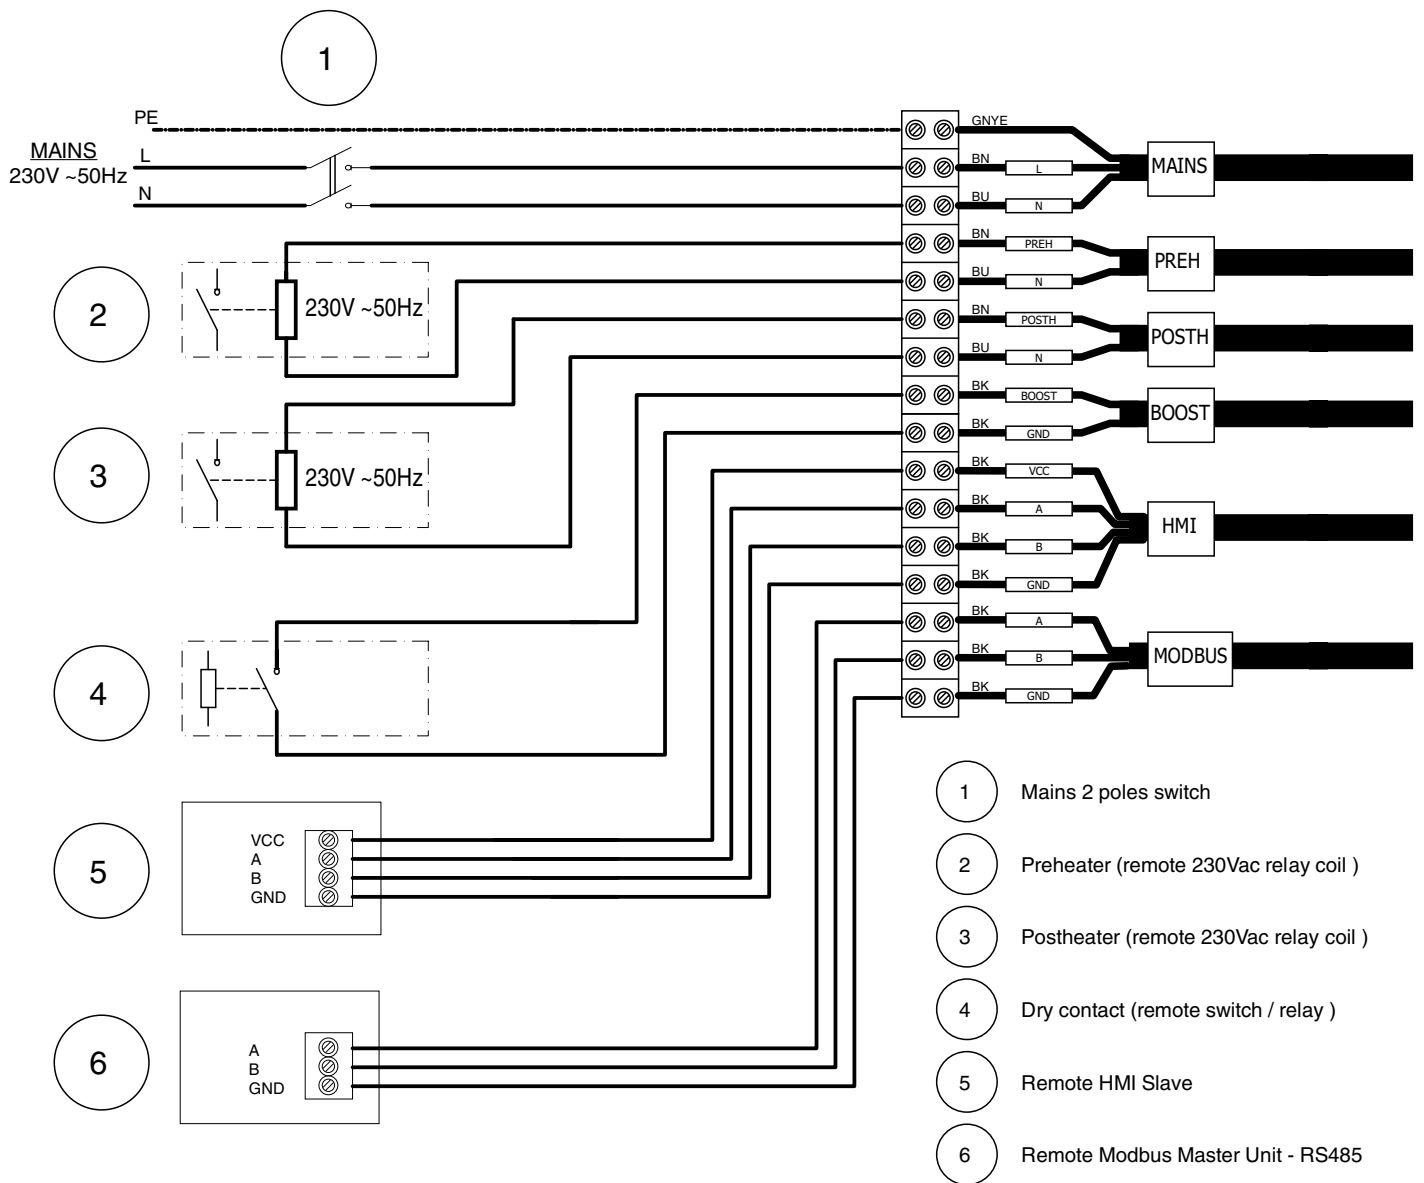 1
PE
MAINS
230V ~50Hz
L
N
GNYE
BN
L
BU
N
MAINS
BN
PREH
BU
N
PREH
BN
POSTH
BU
N
POSTH
BK
BOOST
BK
GND
BOOST
BK
VCC
BK
A
BK
B
BK
GND
HMI
BK
A
BK
B
BK
GND
MODBUS
2
230V ~50Hz
3
230V ~50Hz
4
5
VCC
A
B
GND
6
A
B
GND
1 Mains 2 poles switch
2 Preheater (remote 230Vac relay coil )
3 Postheater (remote 230Vac relay coil )
4 Dry contact (remote switch / relay )
5 Remote HMI Slave
6 Remote Modbus Master Unit - RS485